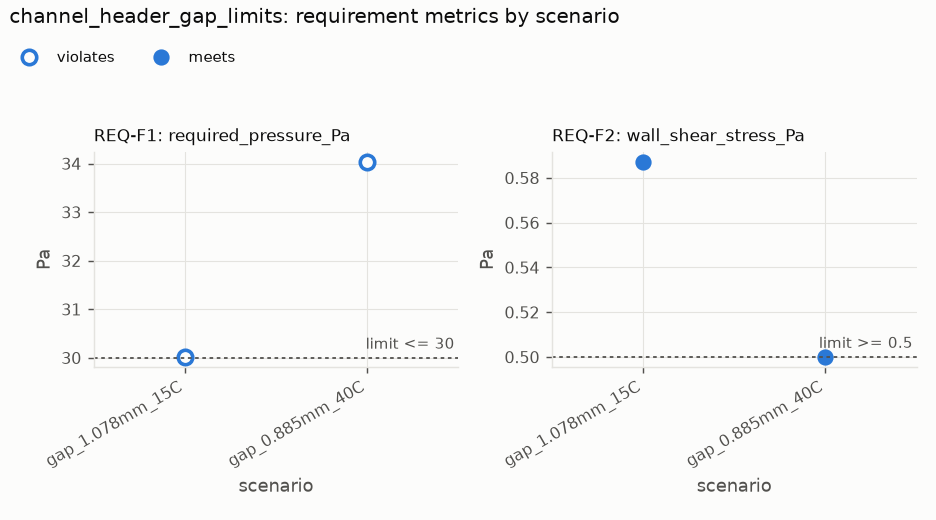 channel_header_gap_limits: requirement metrics by scenario
violates
meets
REQ-F1: required_pressure_Pa
34
33
32
31
30
Pa
limit <= 30
gap_1.078mm_15C
gap_0.885mm_40C
scenario
REQ-F2: wall_shear_stress_Pa
0.58
0.56
0.54
0.52
0.50
Pa
limit >= 0.5
gap_1.078mm_15C
gap_0.885mm_40C
scenario